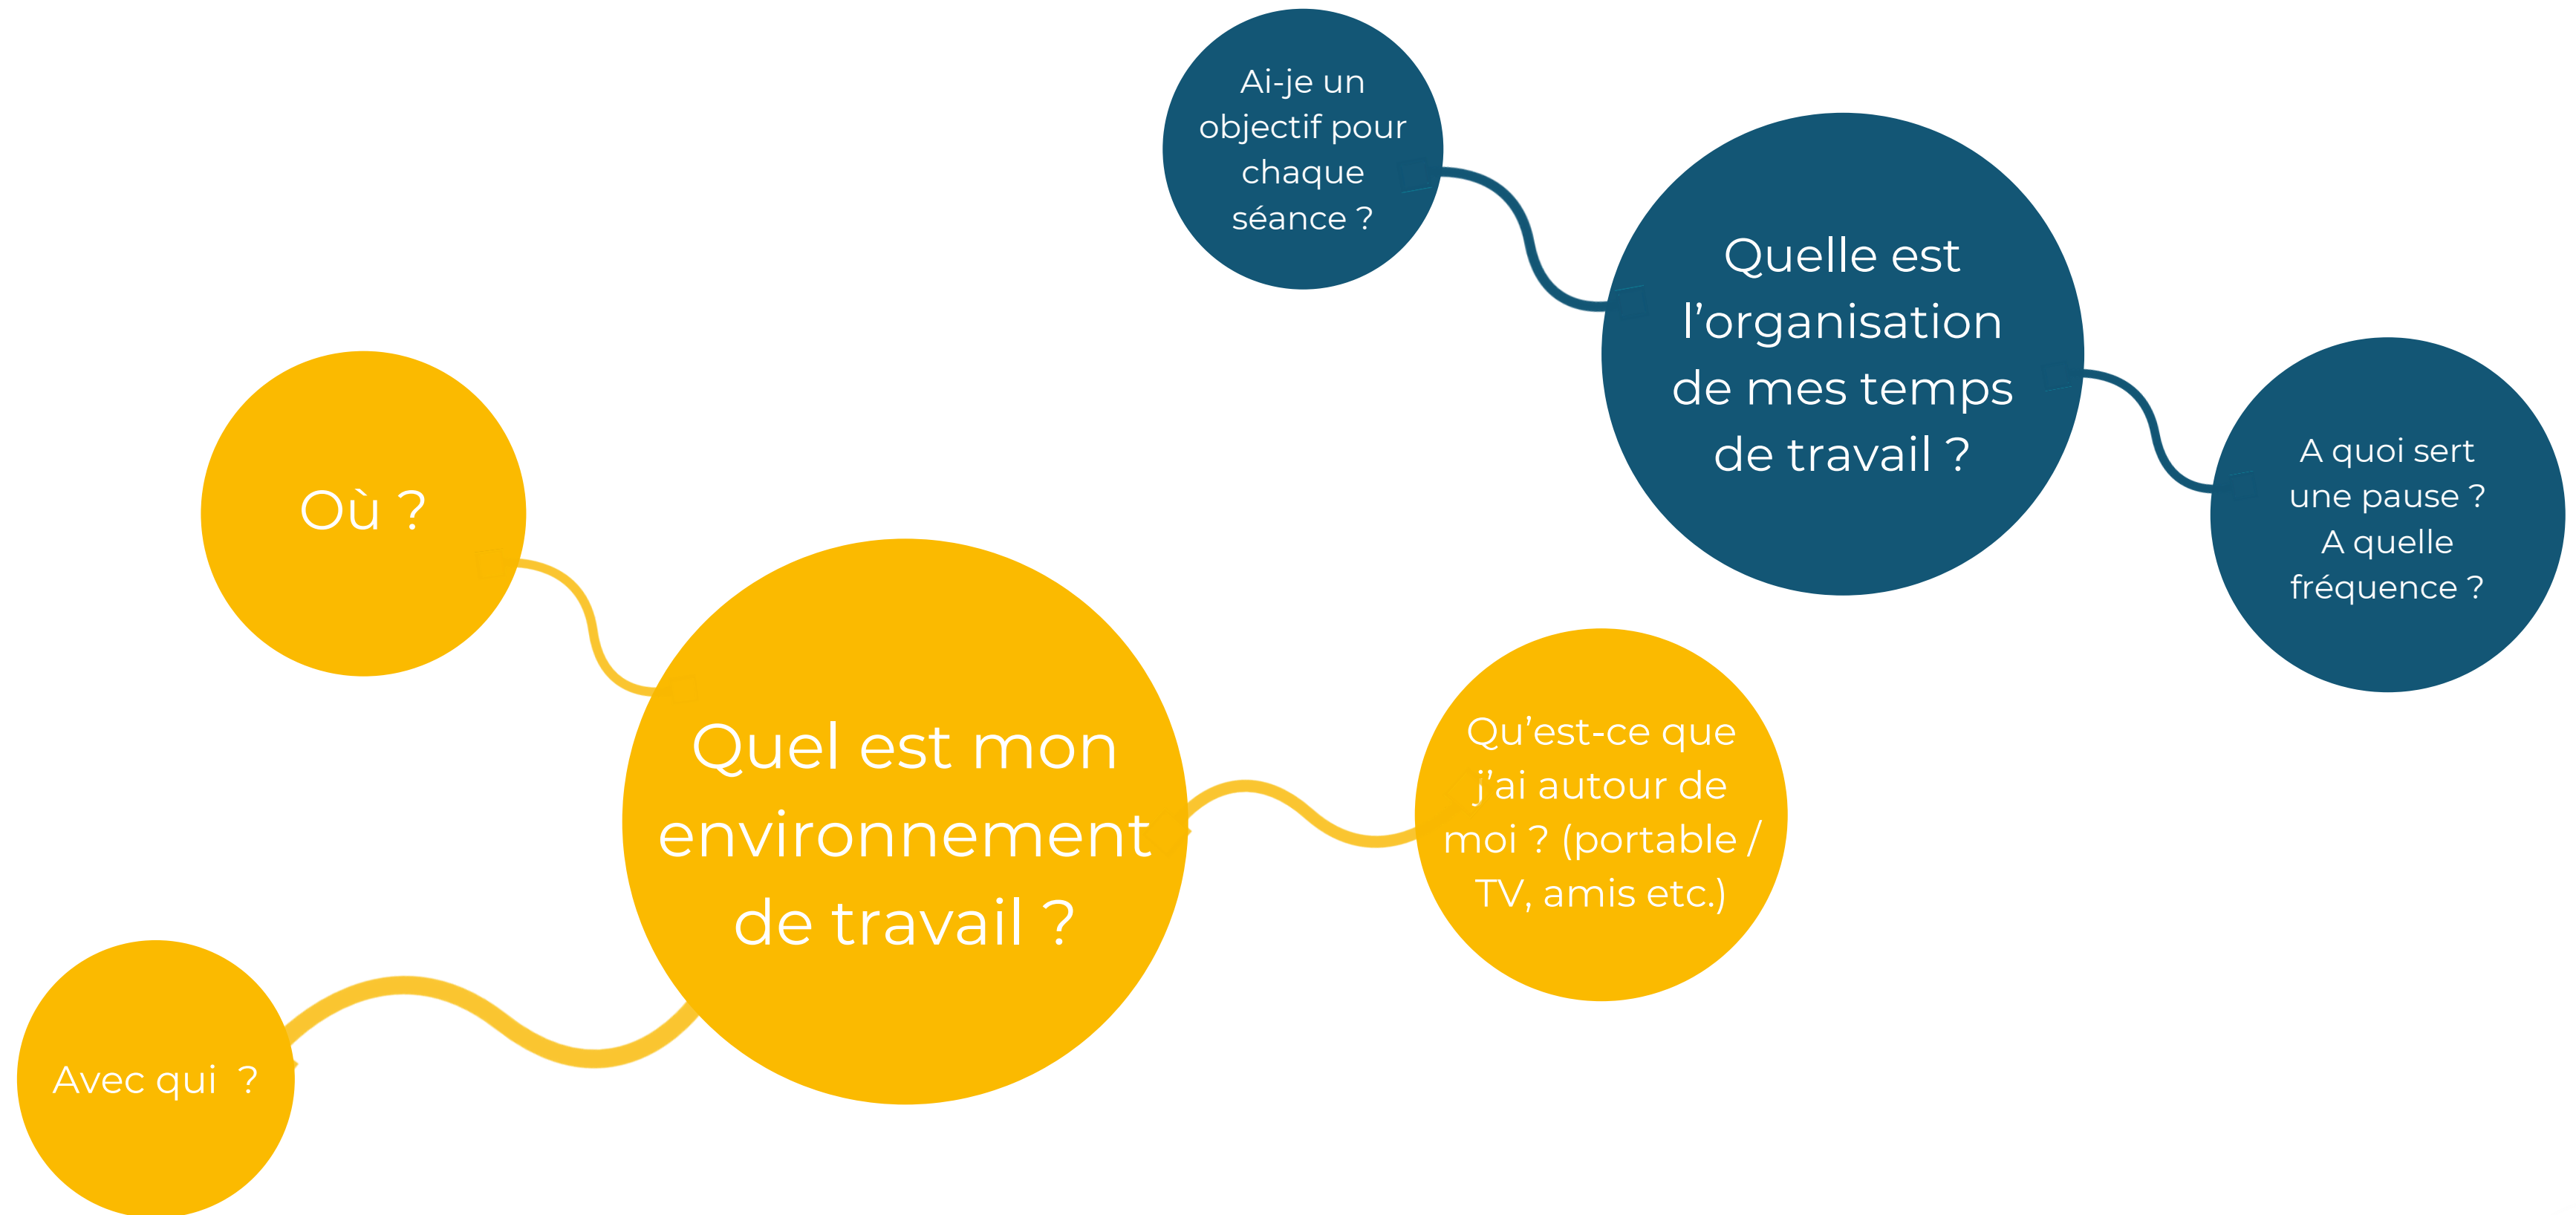 Ai-je un
objectif pour
chaque
séance ?
Quelle est
l’organisation
de mes temps
de travail ?
A quoi sert
une pause ?
A quelle
fréquence ?
Où ?
Quel est mon
environnement
de travail ?
Qu’est-ce que
j’ai autour de
moi ? (portable /
TV, amis etc.)
Avec qui  ?